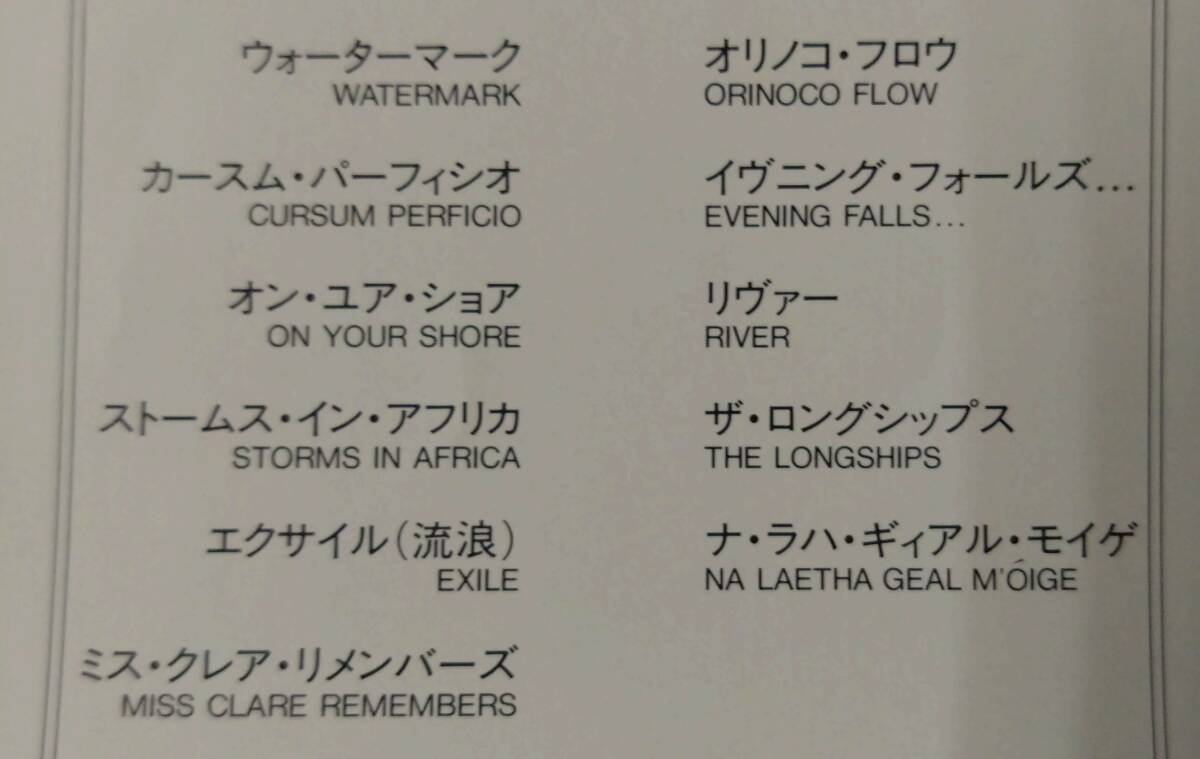 ウォーターマーク
WATERMARK
カースム・パーフィシオ
CURSUM PERFICIO
オン・ユア・ショア
ON YOUR SHORE
ストームス・イン・アフリカ
STORMS IN AFRICA
エクサイル(流浪)
EXILE
ミス・クレア・リメンバーズ
MISS CLARE REMEMBERS
オリノコ・フロウ
ORINOCO FLOW
イヴニング・フォールズ…
EVENING FALLS…
リヴァー
RIVER
ザ・ロングシップス
THE LONGSHIPS
ナ・ラハ・ギィアル・モイゲ
NA LAETHA GEAL M'ÓIGE